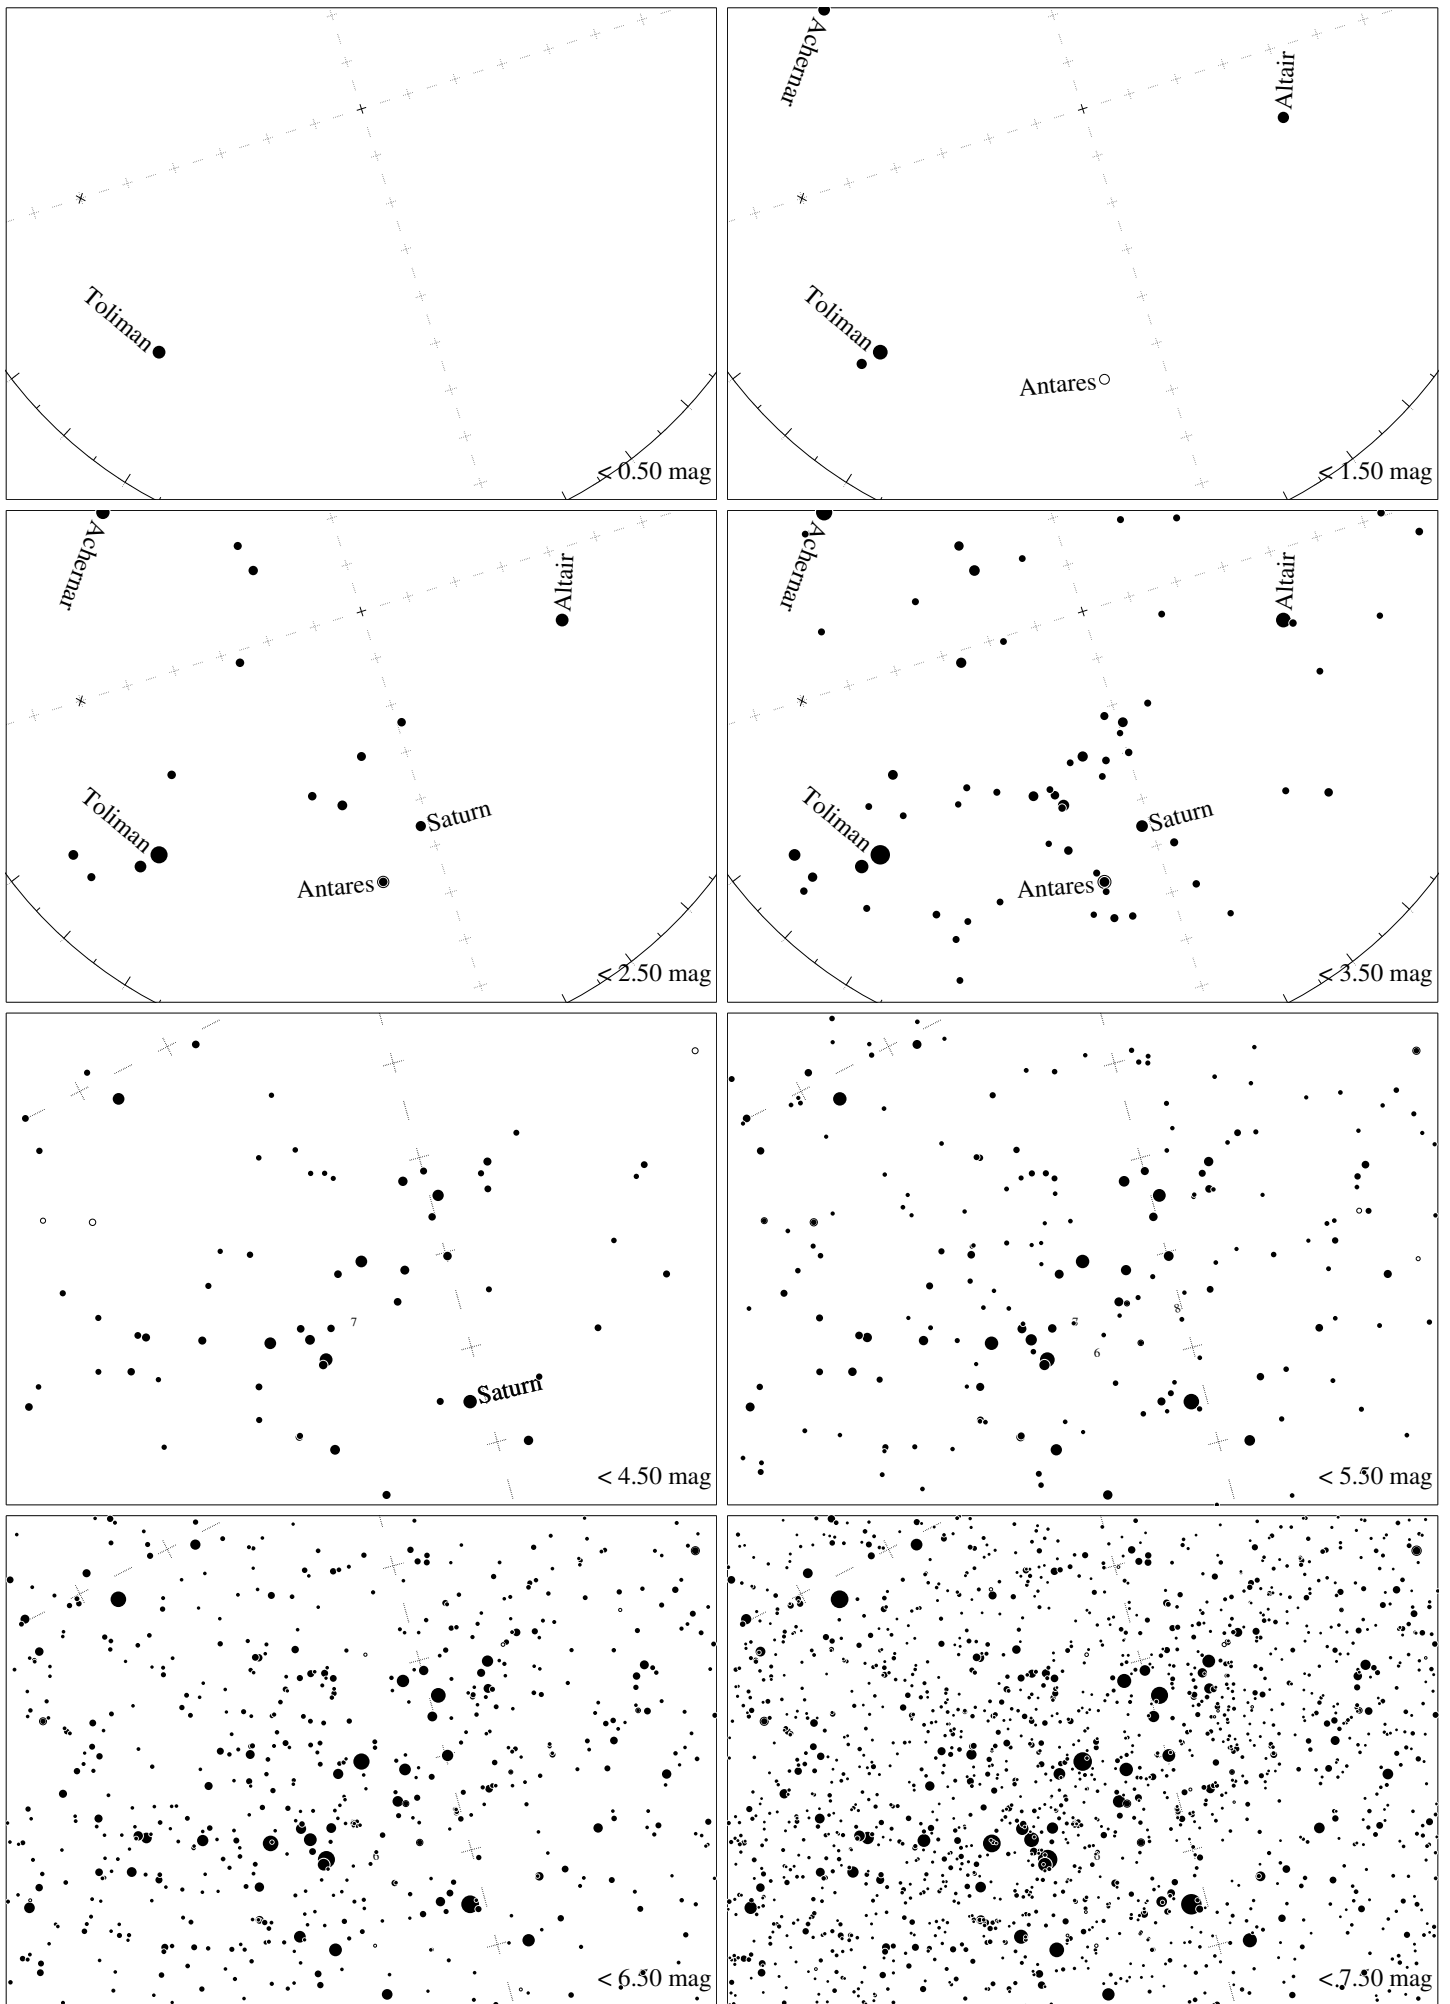 Toliman
< 0.50 mag
Achernar
Altair
Toliman
Antares
< 1.50 mag
Achernar
Altair
Toliman
Saturn
Antares
< 2.50 mag
Achernar
Altair
Toliman
Saturn
Antares
< 3.50 mag
7
Saturn
< 4.50 mag
7
8
6
< 5.50 mag
6
< 6.50 mag
6
< 7.50 mag